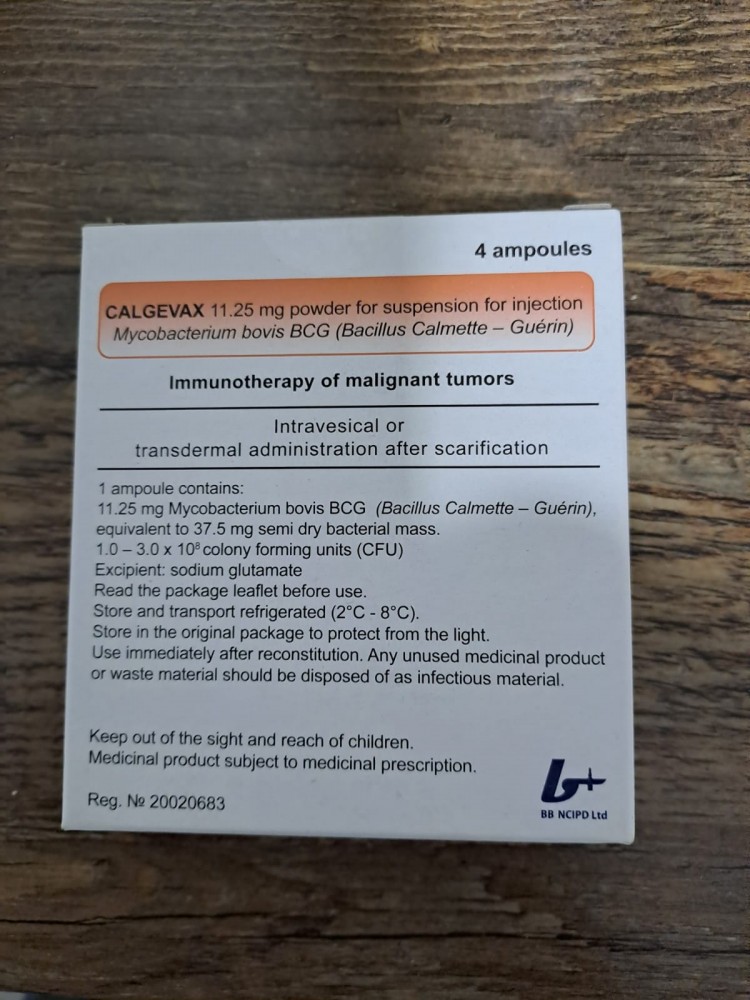 4 ampoules
CALGEVAX 11.25 mg powder for suspension for injection
Mycobacterium bovis BCG (Bacillus Calmette – Guérin)
Immunotherapy of malignant tumors
Intravesical or
transdermal administration after scarification
1 ampoule contains:
11.25 mg Mycobacterium bovis BCG (Bacillus Calmette – Guérin),
equivalent to 37.5 mg semi dry bacterial mass.
1.0 – 3.0 x 10⁸ colony forming units (CFU)
Excipient: sodium glutamate
Read the package leaflet before use.
Store and transport refrigerated (2°C - 8°C).
Store in the original package to protect from the light.
Use immediately after reconstitution. Any unused medicinal product
or waste material should be disposed of as infectious material.
Keep out of the sight and reach of children.
Medicinal product subject to medicinal prescription.
Reg. № 20020683
BB NCIPD Ltd